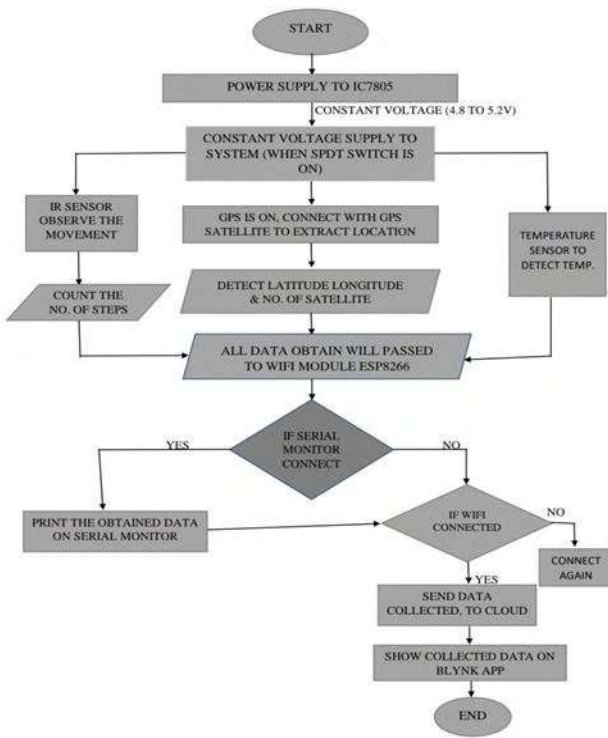 START
POWER SUPPLY TO IC7805
CONSTANT VOLTAGE (4.8 TO 5.2V)
CONSTANT VOLTAGE SUPPLY TO
SYSTEM (WHEN SPDT SWITCH IS
ON)
IR SENSOR
OBSERVE THE
MOVEMENT
GPS IS ON, CONNECT WITH GPS
SATELLITE TO EXTRACT LOCATION
TEMPERATURE
SENSOR TO
DETECT TEMP.
COUNT THE
NO. OF STEPS
DETECT LATITUDE LONGITUDE
& NO. OF SATELLITE
ALL DATA OBTAIN WILL PASSED
TO WIFI MODULE ESP8266
IF SERIAL
MONITOR
CONNECT
YES
NO
PRINT THE OBTAINED DATA
ON SERIAL MONITOR
IF WIFI
CONNECTED
NO
CONNECT
AGAIN
YES
SEND DATA
COLLECTED, TO CLOUD
SHOW COLLECTED DATA ON
BLYNK APP
END